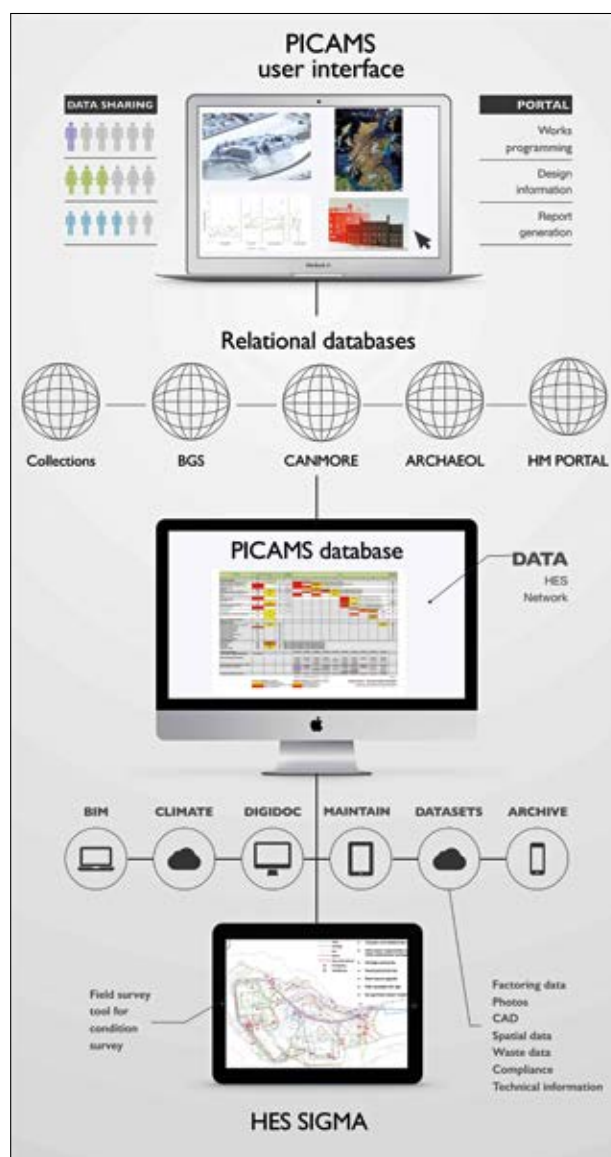 PICAMS
user interface
DATA SHARING
PORTAL
Works
programming
Design
information
Report
generation
Relational databases
Collections
BGS
CANMORE
ARCHAEOL
HM PORTAL
PICAMS database
DATA
HES
Network
BIM
CLIMATE
DIGIDOC
MAINTAIN
DATASETS
ARCHIVE
Field survey
tool for
condition
survey
Factoring data
Photos
CAD
Spatial data
Waste data
Compliance
Technical information
HES SIGMA